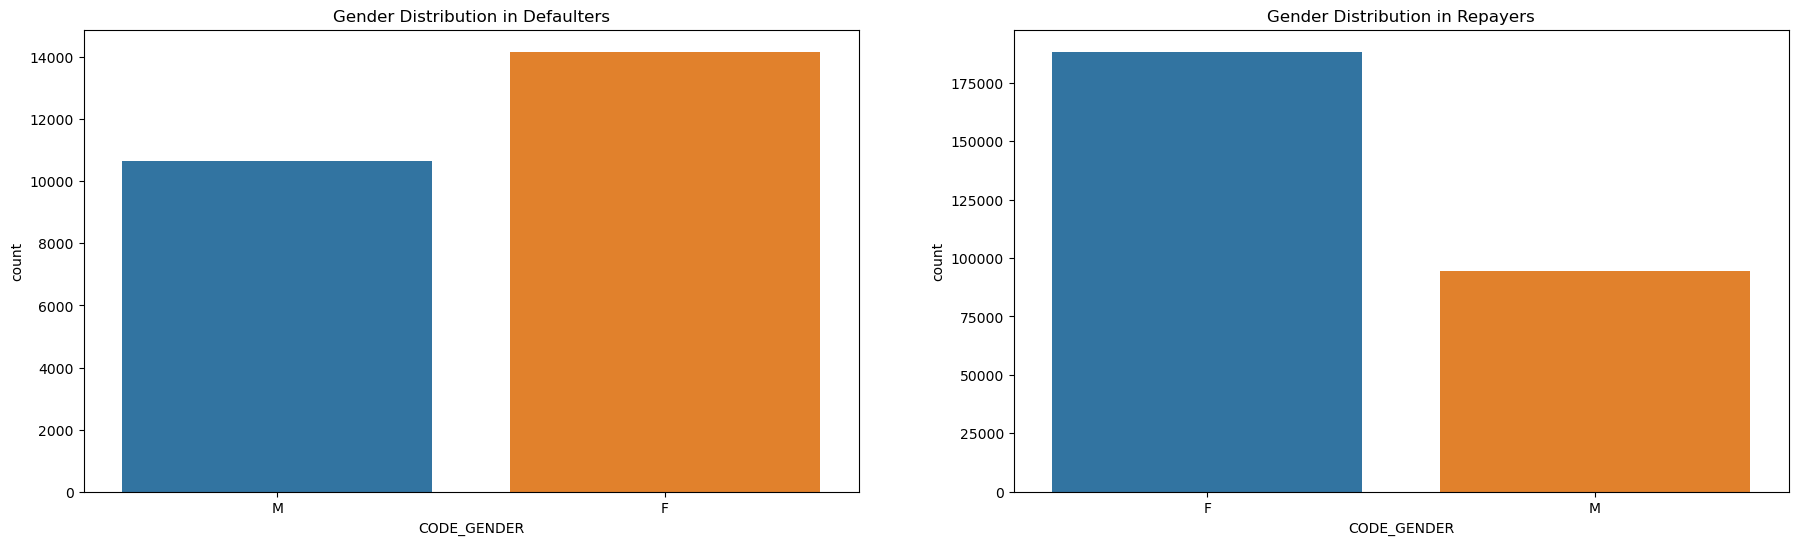 Gender Distribution in Defaulters
14000
12000
10000
8000
6000
4000
2000
0
count
M
F
CODE_GENDER
Gender Distribution in Repayers
175000
150000
125000
100000
75000
50000
25000
0
count
F
M
CODE_GENDER